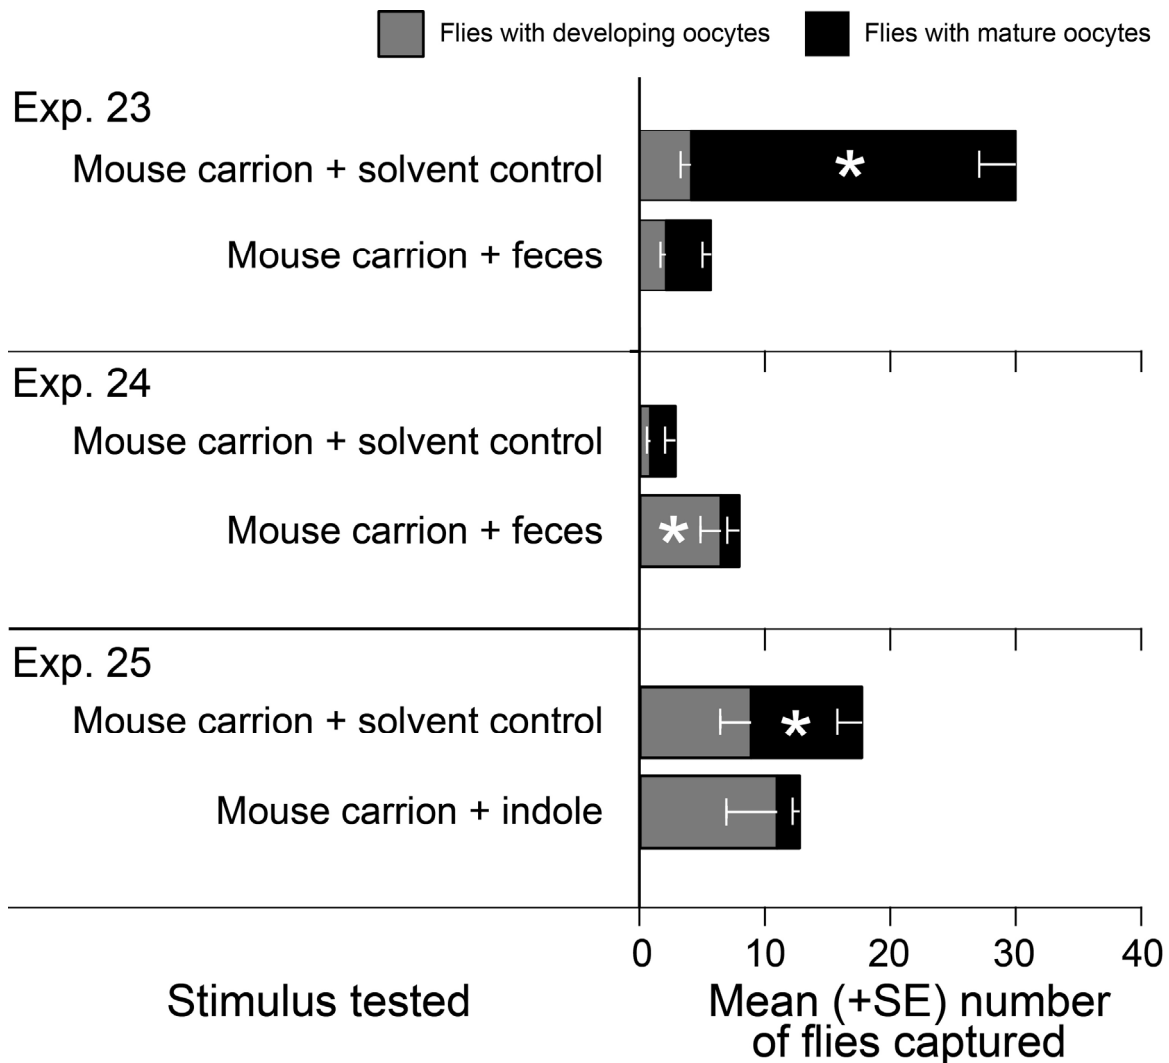 Flies with developing oocytes
Flies with mature oocytes
Exp. 23
Mouse carrion + solvent control
*
Mouse carrion + feces
Exp. 24
Mouse carrion + solvent control
Mouse carrion + feces
*
Exp. 25
Mouse carrion + solvent control
*
Mouse carrion + indole
0 10 20 30 40
Stimulus tested
Mean (+SE) number
of flies captured